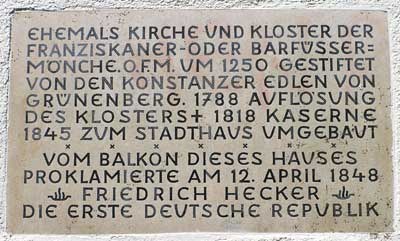 EHEMALS KIRCHE UND KLOSTER DER
FRANZISKANER-ODER BARFÜSSER=
MÖNCHE. O.F.M. UM 1250 GESTIFTET
VON DEN KONSTANZER EDLEN VON
GRÜNENBERG. 1788 AUFLÖSUNG
DES KLOSTERS + 1818 KASERNE
1845 ZUM STADTHAUS UMGEBAUT
VOM BALKON DIESES HAUSES
PROKLAMIERTE AM 12. APRIL 1848
FRIEDRICH HECKER
DIE ERSTE DEUTSCHE REPUBLIK